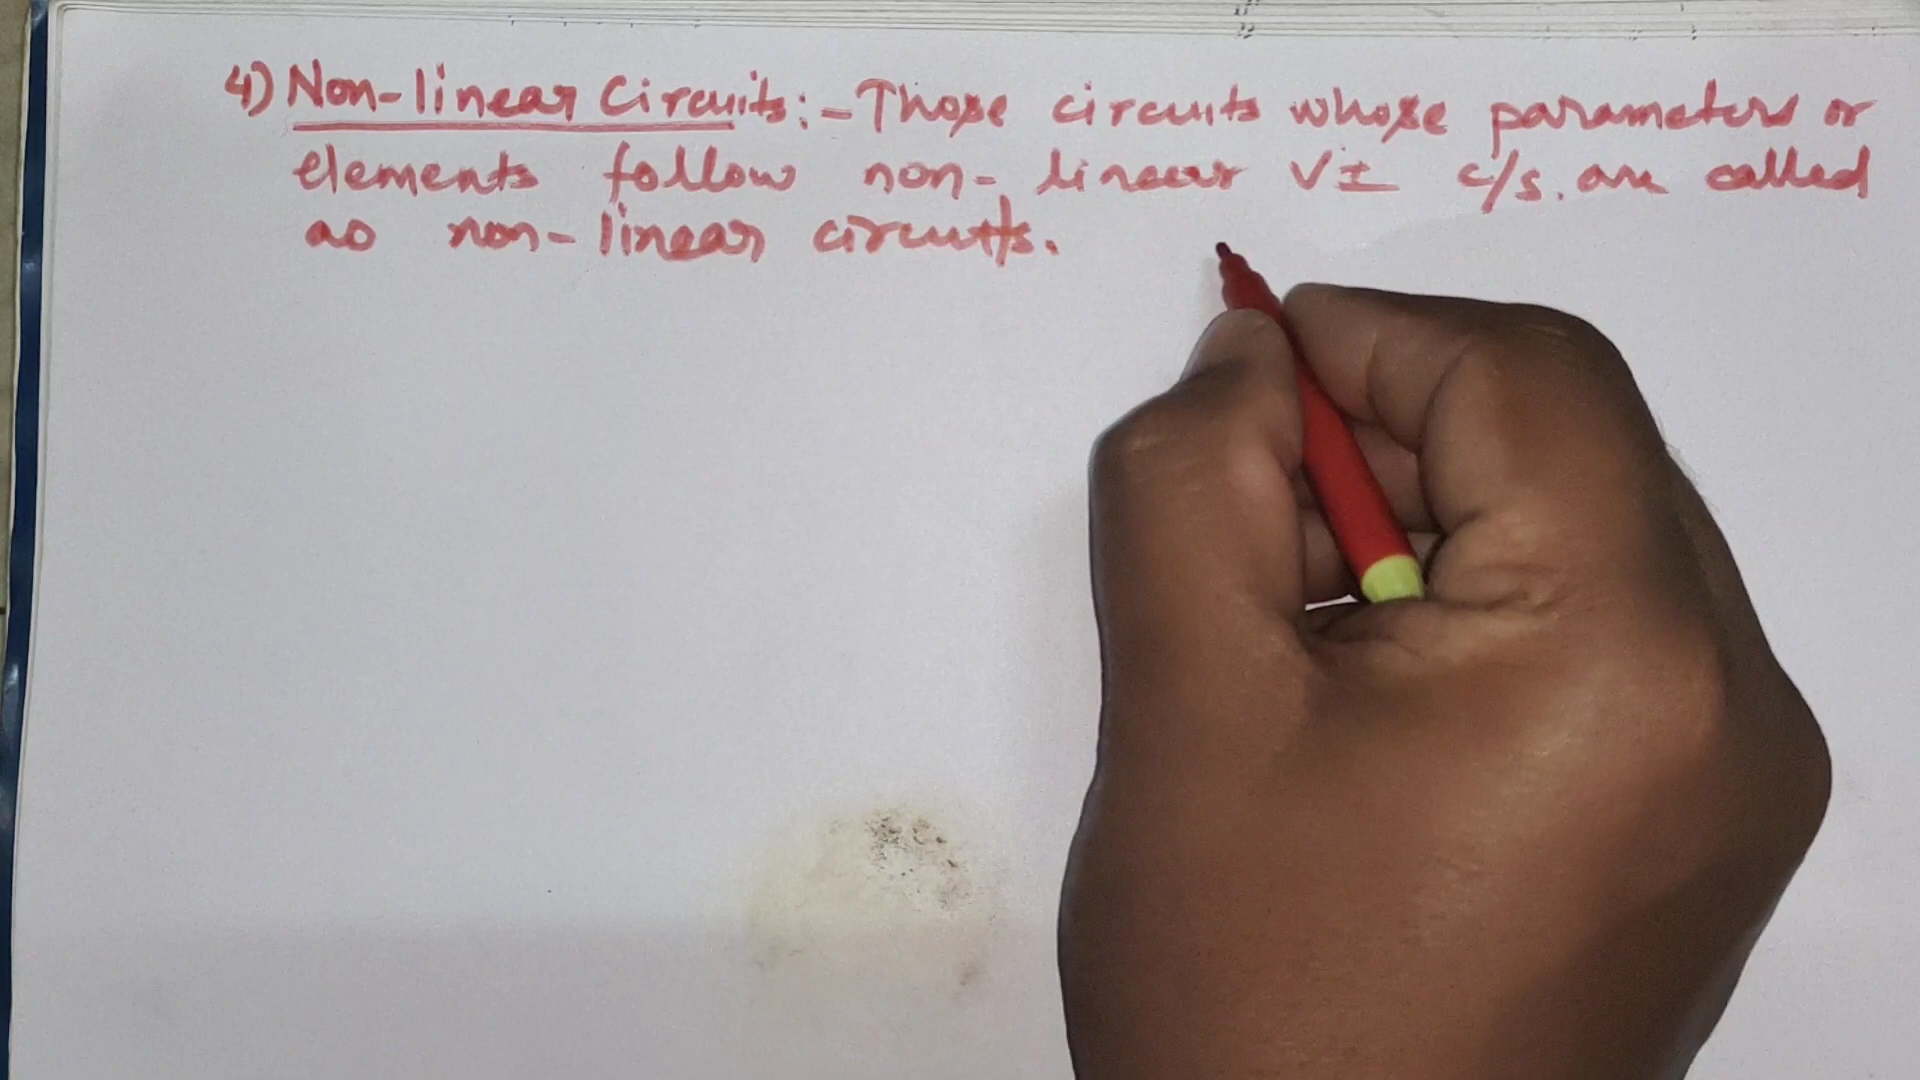 4) Non-linear Circuits:- Those circuits whose parameters or
elements follow non-linear VI c/s. are called
as non-linear circuits.